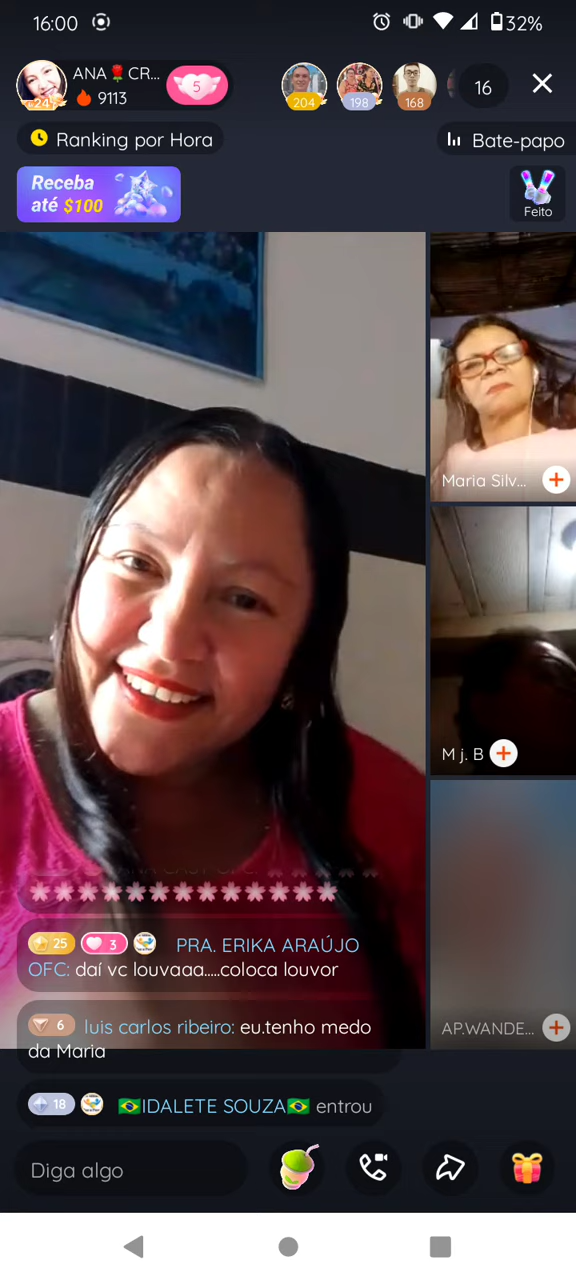 16:00
32%
ANA🌹CR...
24
🔥 9113
5
204
198
168
16
Ranking por Hora
Bate-papo
Receba
até $100
Feito
Maria Silv...
M j. B
🌸🌸🌸🌸🌸🌸🌸🌸🌸🌸🌸🌸🌸
25 3 PRA. ERIKA ARAÚJO
OFC: daí vc louvaaa.....coloca louvor
AP.WANDE...
6 luis carlos ribeiro: eu.tenho medo
da Maria
18 🇧🇷IDALETE SOUZA🇧🇷 entrou
Diga algo